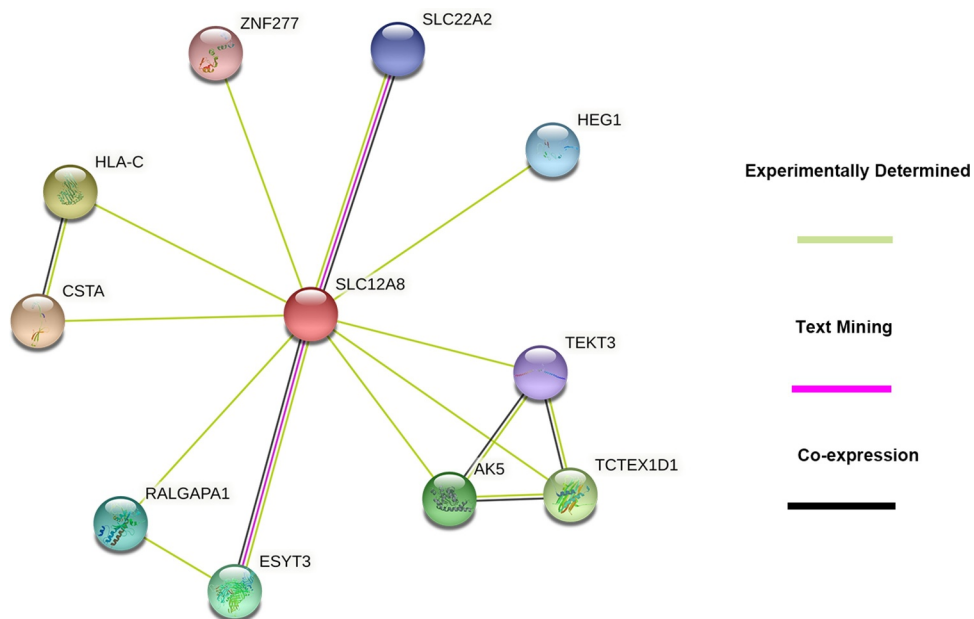 ZNF277
SLC22A2
HEG1
HLA-C
Experimentally Determined
SLC12A8
CSTA
Text Mining
TEKT3
Co-expression
AK5
TCTEX1D1
RALGAPA1
ESYT3